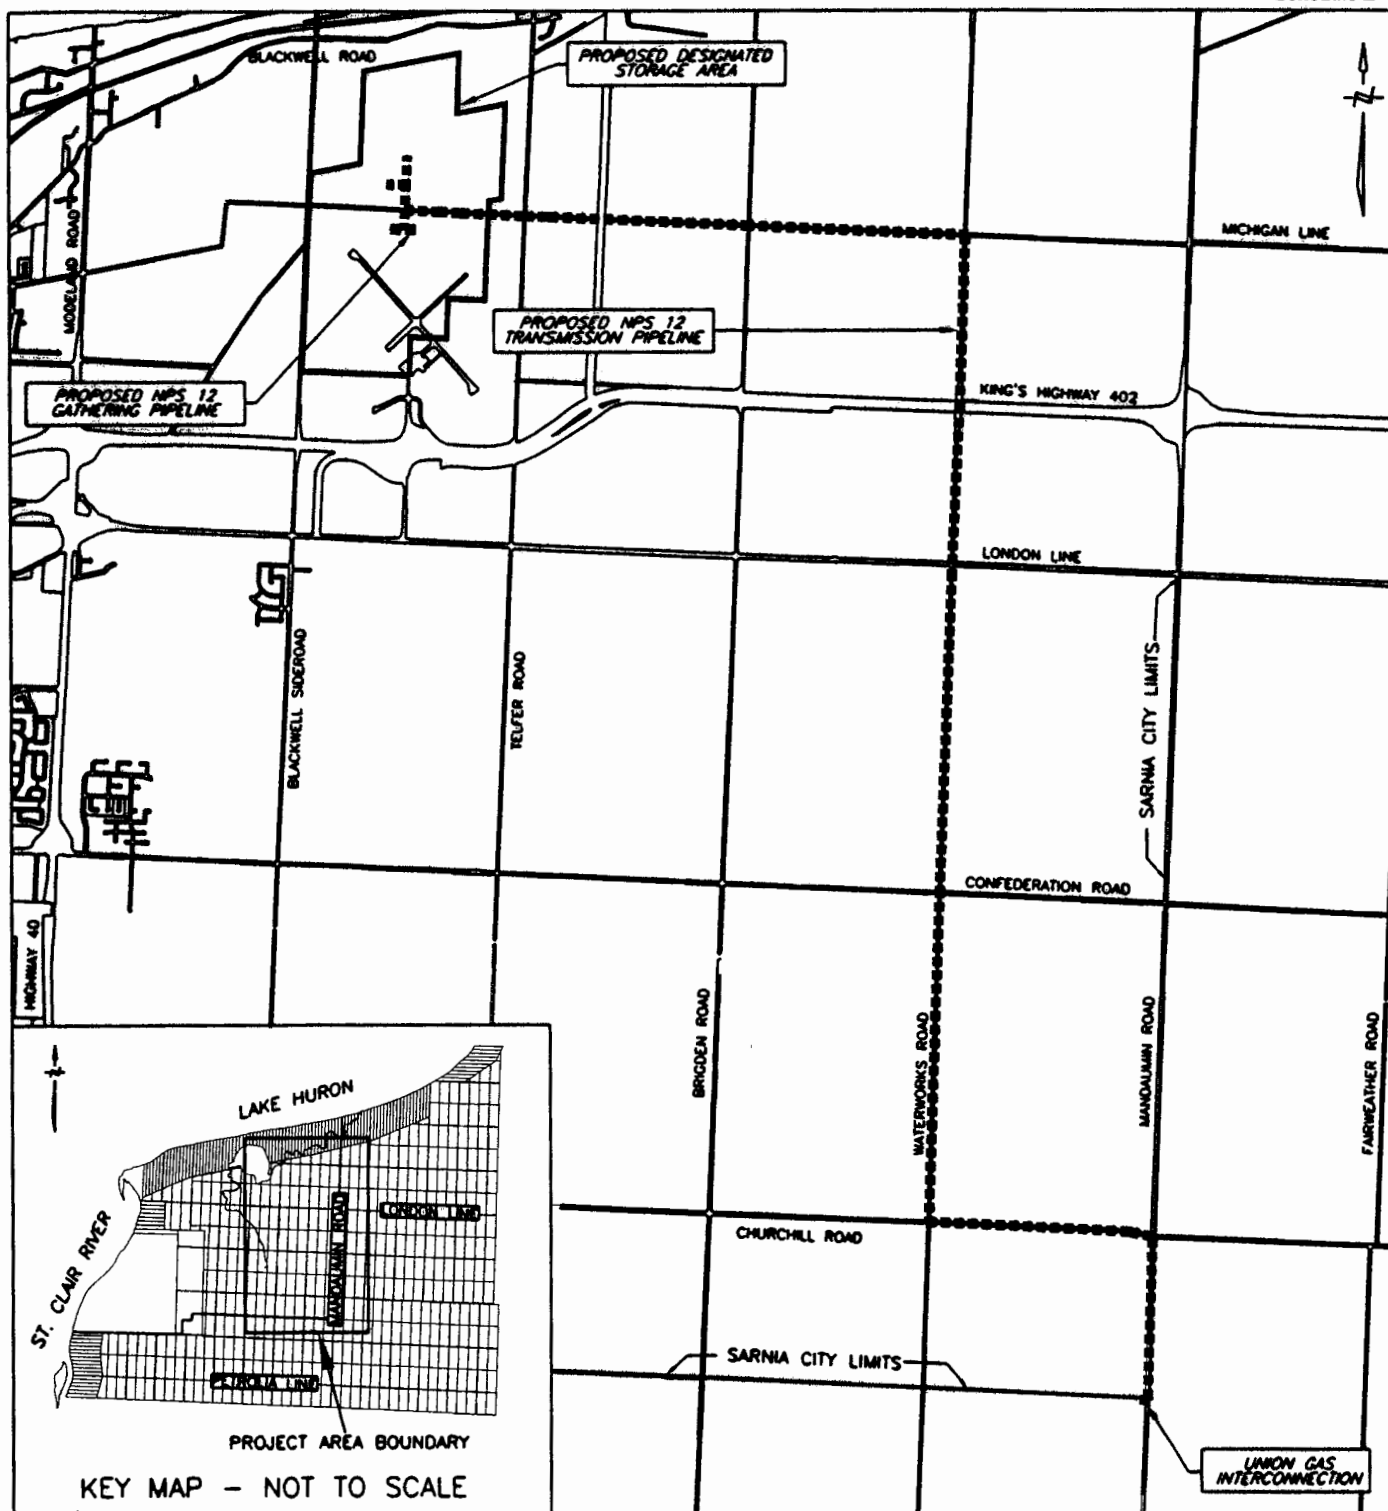 BLACKWELL ROAD
PROPOSED DESIGNATED
STORAGE AREA
N
MODELAND ROAD
MICHIGAN LINE
PROPOSED NPS 12
TRANSMISSION PIPELINE
PROPOSED NPS 12
GATHERING PIPELINE
KING'S HIGHWAY 402
LONDON LINE
BLACKWELL SIDEROAD
TELFER ROAD
SARNIA CITY LIMITS
CONFEDERATION ROAD
HIGHWAY 40
BRIGDEN ROAD
WATERWORKS ROAD
MANDAUMIN ROAD
FAIRWEATHER ROAD
N
LAKE HURON
LONDON LINE
MANDAUMIN ROAD
ST. CLAIR RIVER
PETROLIA LINE
CHURCHILL ROAD
SARNIA CITY LIMITS
PROJECT AREA BOUNDARY
KEY MAP - NOT TO SCALE
UNION GAS
INTERCONNECTION